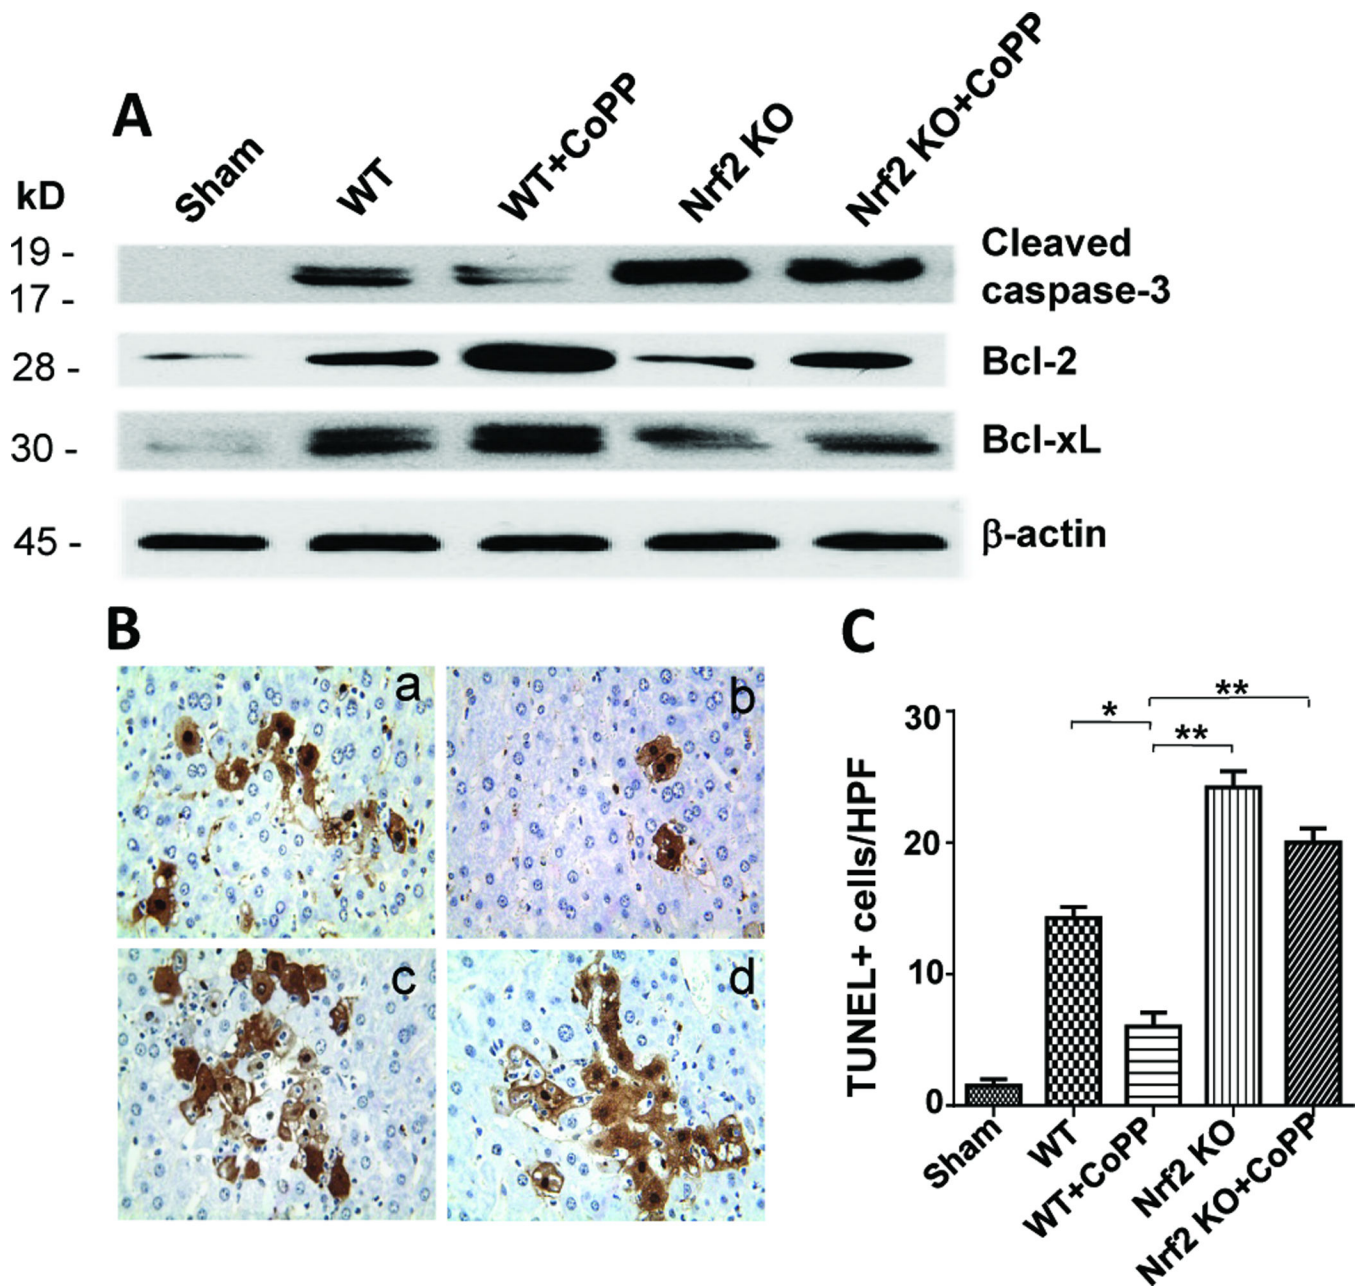 A
kD
Sham
WT
WT+CoPP
Nrf2 KO
Nrf2 KO+CoPP
19 -
17 -
Cleaved
caspase-3
28 -
Bcl-2
30 -
Bcl-xL
45 -
β-actin
B
a
b
c
d
C
TUNEL+ cells/HPF
30
20
10
0
*
**
**
Sham
WT
WT+CoPP
Nrf2 KO
Nrf2 KO+CoPP